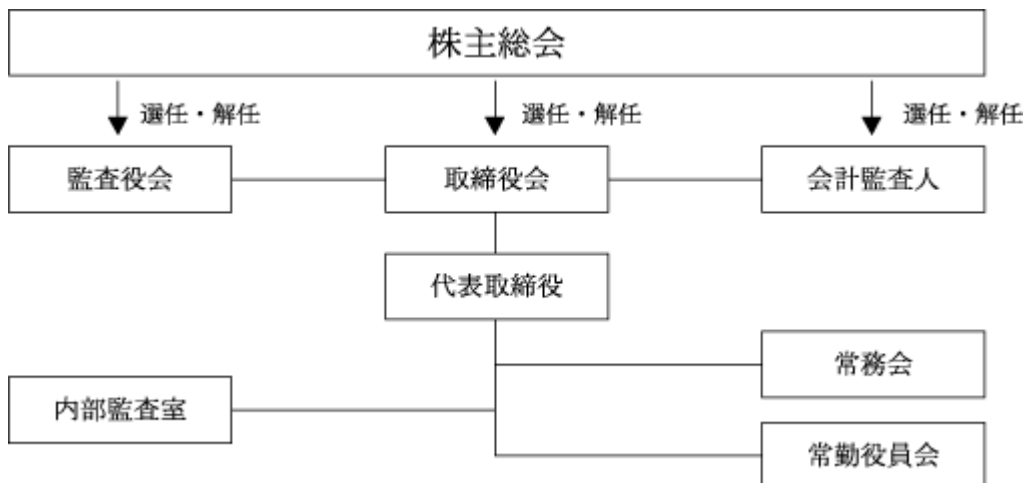 株主総会
選任・解任
選任・解任
選任・解任
監査役会
取締役会
会計監査人
代表取締役
常務会
内部監査室
常勤役員会